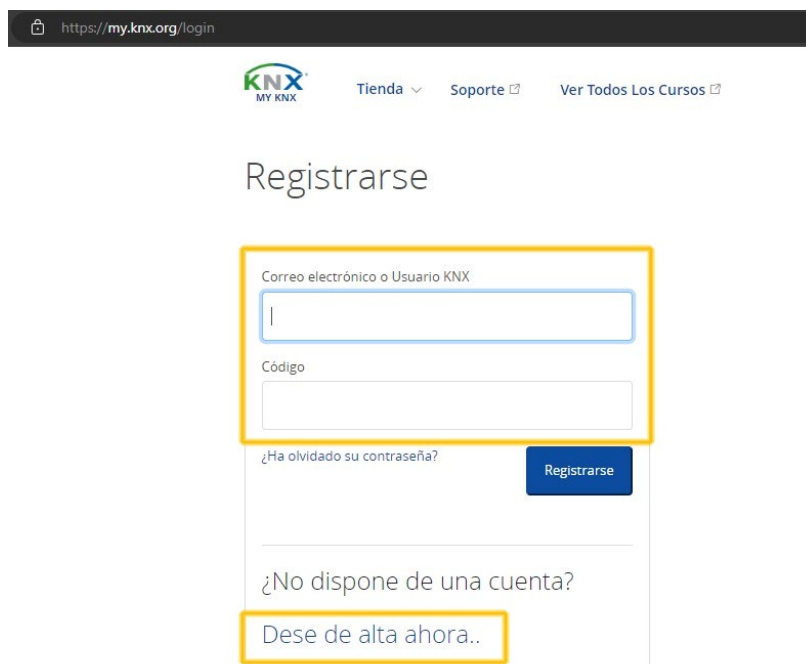 https://my.knx.org/login
KNX
MY KNX
Tienda
Soporte
Ver Todos Los Cursos
Registrarse
Correo electrónico o Usuario KNX
Código
¿Ha olvidado su contraseña?
Registrarse
¿No dispone de una cuenta?
Dese de alta ahora..